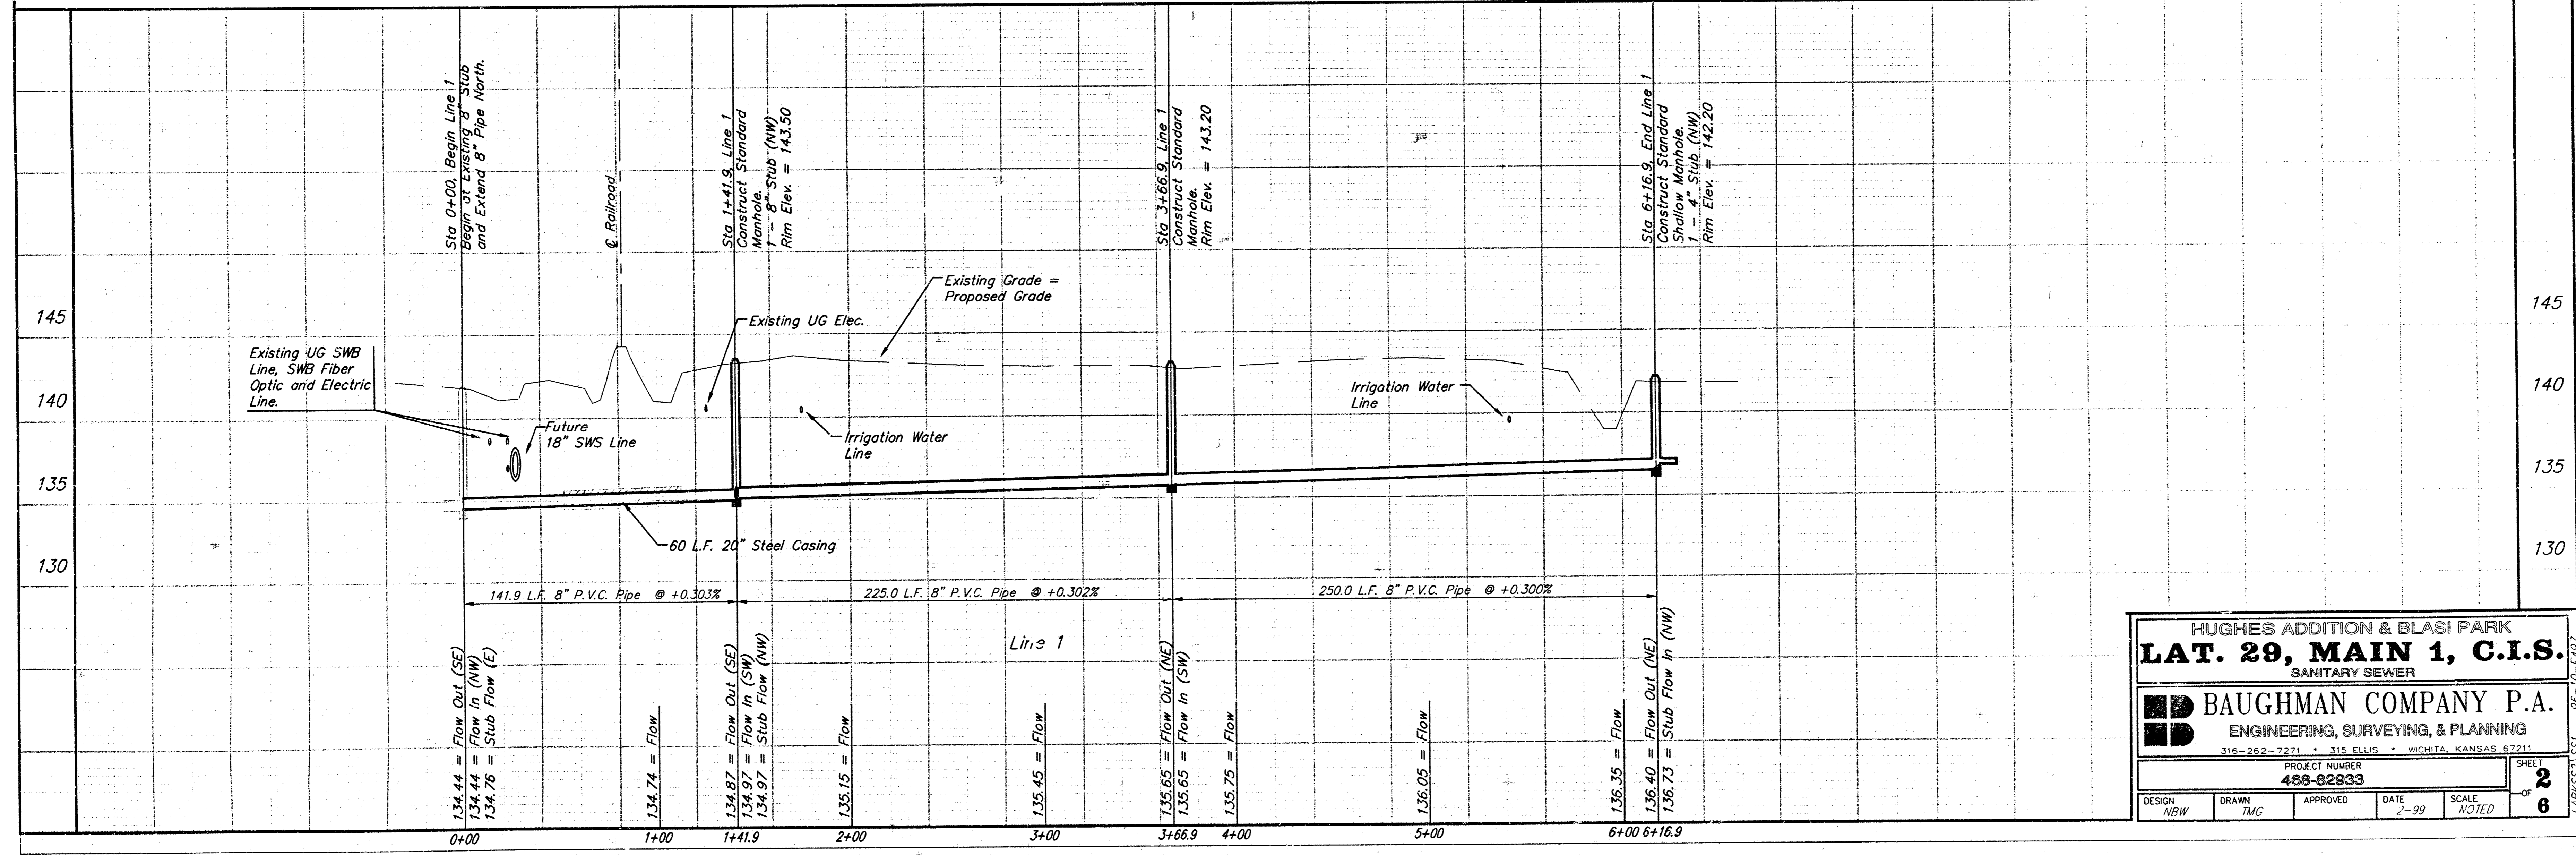 Sta 0+00, Begin Line 1
Begin at Existing 8" Stub
and Extend 8" Pipe North.
℄ Railroad
Sta 1+41.9, Line 1
Construct Standard
Manhole.
1 - 8" Stub (NW)
Rim Elev. = 143.50
Sta 3+66.9, Line 1
Construct Standard
Manhole.
Rim Elev. = 143.20
Sta 6+16.9, End Line 1
Construct Standard
Shallow Manhole.
1 - 4" Stub (NW)
Rim Elev. = 142.20
145
140
135
130
145
140
135
130
Existing UG SWB
Line, SWB Fiber
Optic and Electric
Line.
Future
18" SWS Line
Existing UG Elec.
Existing Grade =
Proposed Grade
Irrigation Water
Line
Irrigation Water
Line
60 L.F. 20" Steel Casing
141.9 L.F. 8" P.V.C. Pipe @ +0.303%
225.0 L.F. 8" P.V.C. Pipe @ +0.302%
250.0 L.F. 8" P.V.C. Pipe @ +0.300%
Line 1
134.44 = Flow Out (SE)
134.44 = Flow In (NW)
134.76 = Stub Flow (E)
134.74 = Flow
134.87 = Flow Out (SE)
134.97 = Flow In (SW)
134.97 = Stub Flow (NW)
135.15 = Flow
135.45 = Flow
135.65 = Flow Out (NE)
135.65 = Flow In (SW)
135.75 = Flow
136.05 = Flow
136.35 = Flow
136.40 = Flow Out (NE)
136.73 = Stub Flow In (NW)
0+00
1+00
1+41.9
2+00
3+00
3+66.9
4+00
5+00
6+00
6+16.9
HUGHES ADDITION & BLASI PARK
LAT. 29, MAIN 1, C.I.S.
SANITARY SEWER
BAUGHMAN COMPANY P.A.
ENGINEERING, SURVEYING, & PLANNING
316-262-7271 * 315 ELLIS * WICHITA, KANSAS 67211
PROJECT NUMBER
468-82933
SHEET
2
OF
6
DESIGN
NBW
DRAWN
TMG
APPROVED
DATE
2-99
SCALE
NOTED